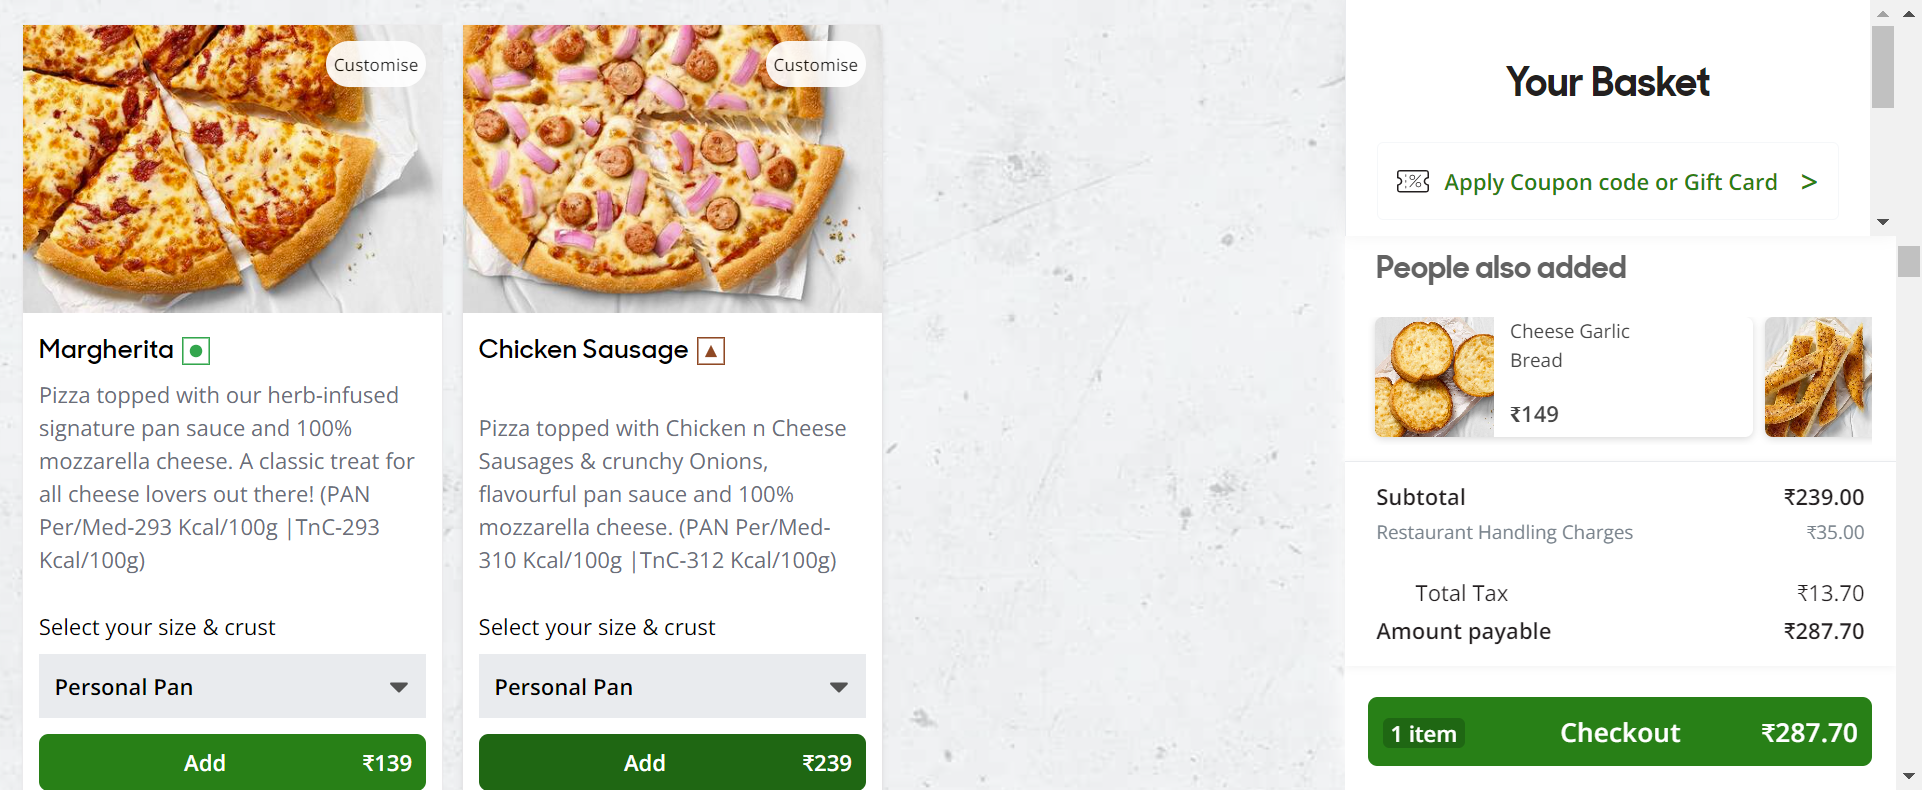 Customise
Margherita
Pizza topped with our herb-infused
signature pan sauce and 100%
mozzarella cheese. A classic treat for
all cheese lovers out there! (PAN
Per/Med-293 Kcal/100g |TnC-293
Kcal/100g)
Select your size & crust
Personal Pan
Add ₹139
Customise
Chicken Sausage
Pizza topped with Chicken n Cheese
Sausages & crunchy Onions,
flavourful pan sauce and 100%
mozzarella cheese. (PAN Per/Med-
310 Kcal/100g |TnC-312 Kcal/100g)
Select your size & crust
Personal Pan
Add ₹239
Your Basket
% Apply Coupon code or Gift Card >
People also added
Cheese Garlic
Bread
₹149
Subtotal ₹239.00
Restaurant Handling Charges ₹35.00
Total Tax ₹13.70
Amount payable ₹287.70
1 item Checkout ₹287.70